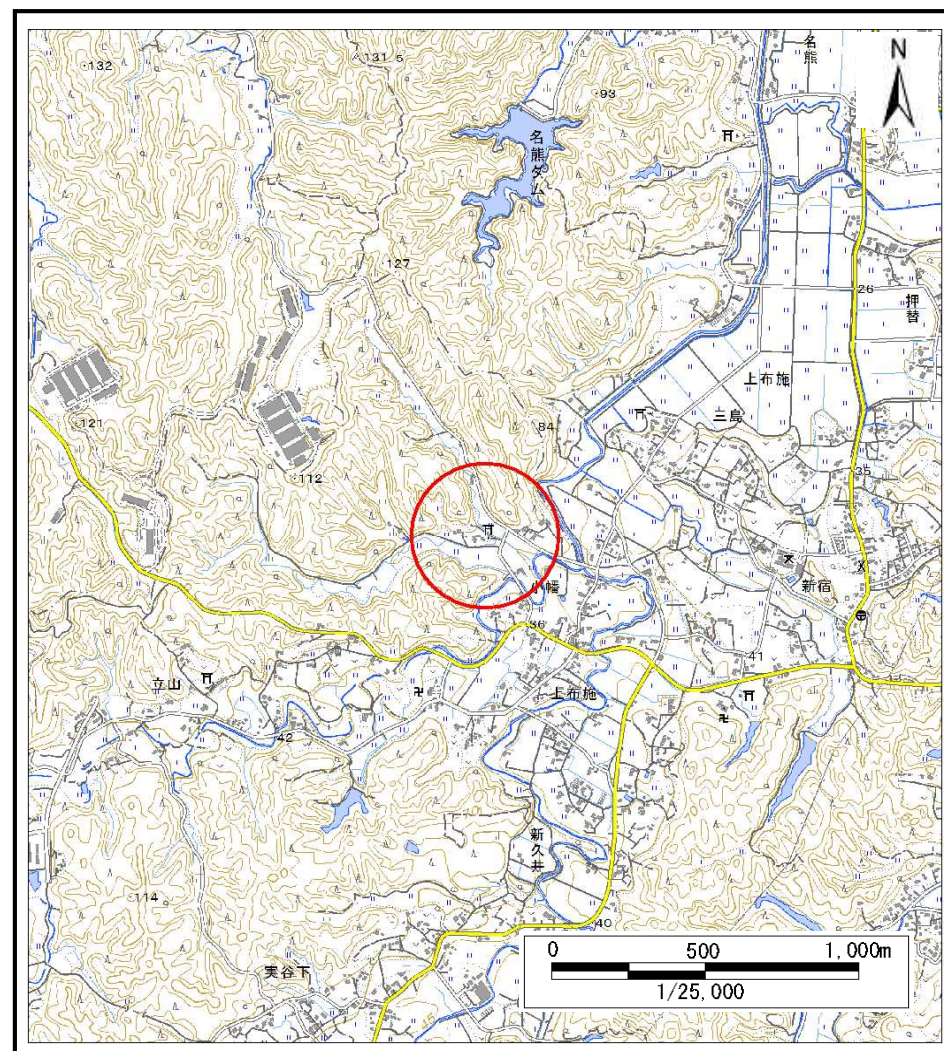 名熊
N
・132
・131.5
・93
名熊ダム
・127
26
押替
上布施
三島
84
・121
・112
35
新宿
小幡
・36
・41
立山
上布施
・42
新久井
・114
・40
実谷下
45
0 500 1,000m
1/25,000